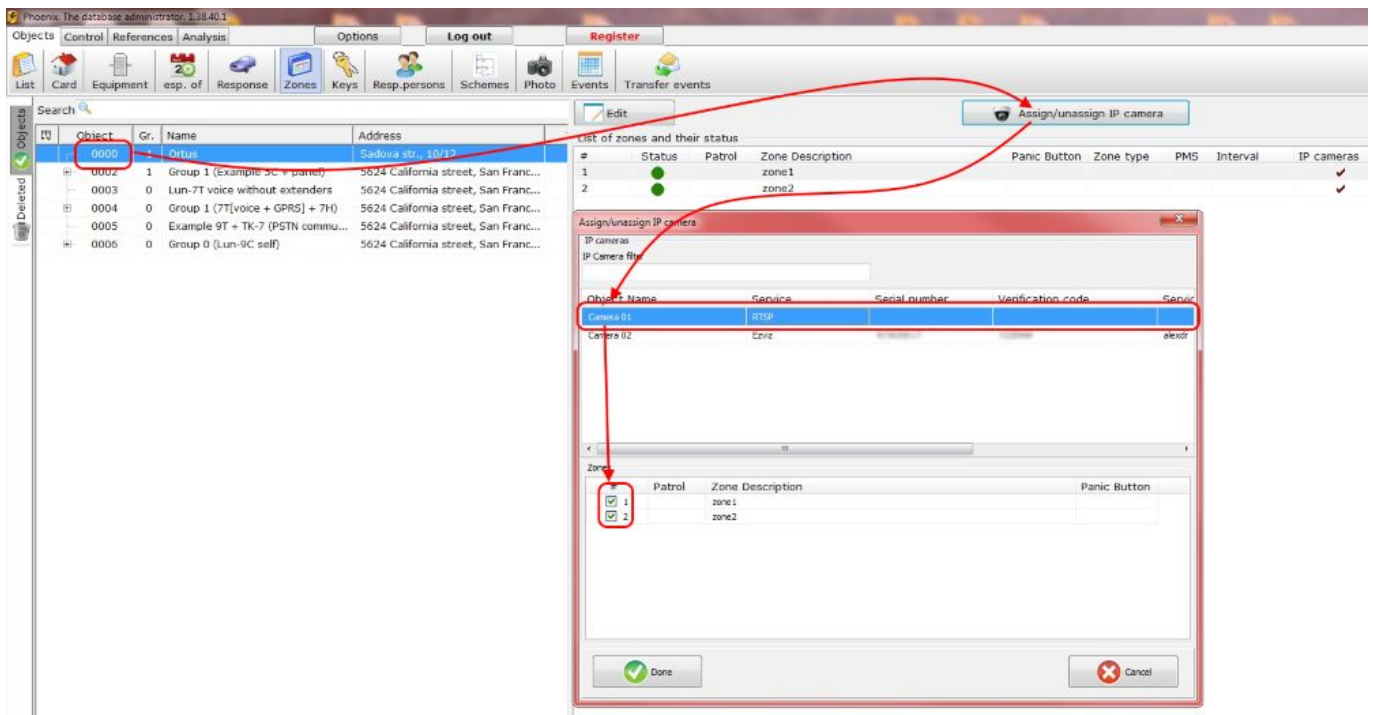 Phoenix. The database administrator. 1.38.40.1
Objects Control References Analysis Options Log out Register
List Card Equipment esp. of Response Zones Keys Resp.persons Schemes Photo Events Transfer events
Objects
Deleted
Search
Object Gr. Name Address
0000 1 Ortus Sadova str., 10/12
0002 1 Group 1 (Example 5C + panel) 5624 California street, San Franc...
0003 0 Lun-7T voice without extenders 5624 California street, San Franc...
0004 0 Group 1 (7T[voice + GPRS] + 7H) 5624 California street, San Franc...
0005 0 Example 9T + TK-7 (PSTN commu... 5624 California street, San Franc...
0006 0 Group 0 (Lun-9C self) 5624 California street, San Franc...
Edit Assign/unassign IP camera
List of zones and their status
# Status Patrol Zone Description Panic Button Zone type PMS Interval IP cameras
1 zone1
2 zone2
Assign/unassign IP camera
IP cameras
IP Camera filter
Object Name Service Serial number Verification code Servic
Camera 01 RTSP
Camera 02 Ezviz alexdr
Zones
# Patrol Zone Description Panic Button
1 zone1
2 zone2
Done Cancel